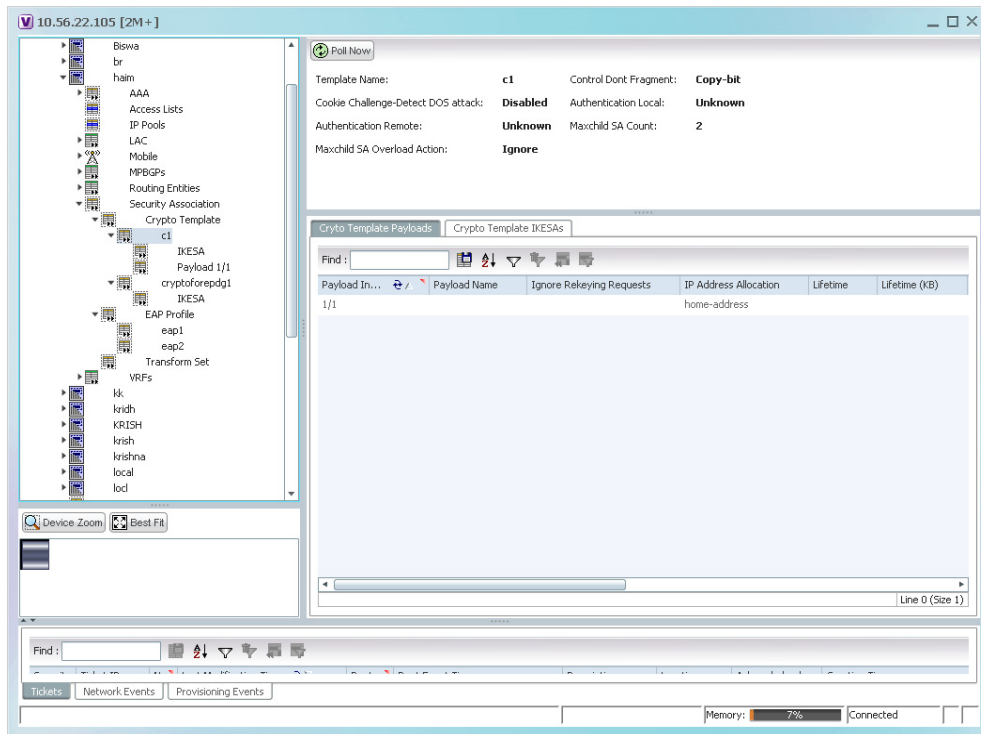 10.56.22.105 [2M+]
Biswa
br
haim
AAA
Access Lists
IP Pools
LAC
Mobile
MPBGPs
Routing Entities
Security Association
Crypto Template
c1
IKESA
Payload 1/1
cryptoforepdg1
IKESA
EAP Profile
eap1
eap2
Transform Set
VRFs
kk
kridh
KRISH
krish
krishna
local
locl
Device Zoom Best Fit
Poll Now
Template Name: c1 Control Dont Fragment: Copy-bit
Cookie Challenge-Detect DOS attack: Disabled Authentication Local: Unknown
Authentication Remote: Unknown Maxchild SA Count: 2
Maxchild SA Overload Action: Ignore
Cryto Template Payloads Crypto Template IKESAs
Find :
Payload In... Payload Name Ignore Rekeying Requests IP Address Allocation Lifetime Lifetime (KB)
1/1 home-address
Line 0 (Size 1)
Find :
Tickets Network Events Provisioning Events
Memory: 7% Connected